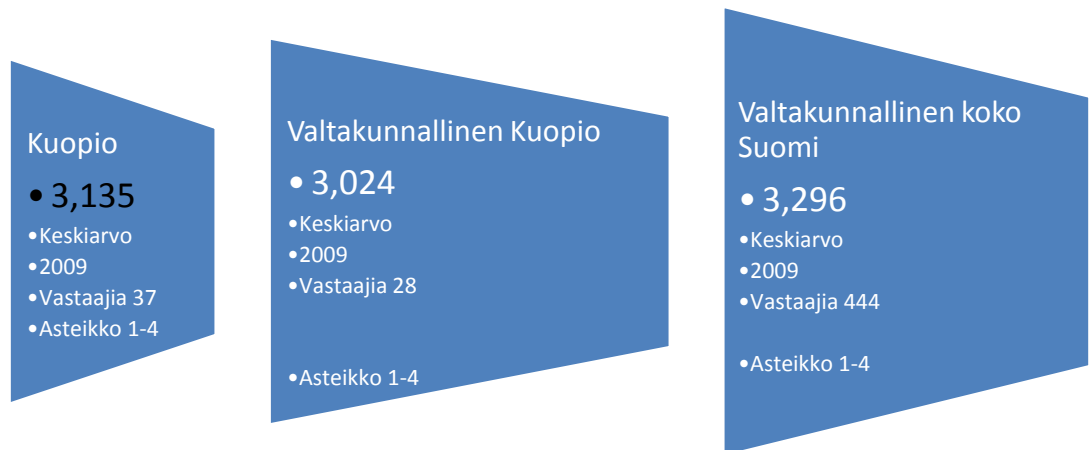 Kuopio
• 3,135
•Keskiarvo
•2009
•Vastaajia 37
•Asteikko 1-4
Valtakunnallinen Kuopio
• 3,024
•Keskiarvo
•2009
•Vastaajia 28
•Asteikko 1-4
Valtakunnallinen koko
Suomi
• 3,296
•Keskiarvo
•2009
•Vastaajia 444
•Asteikko 1-4